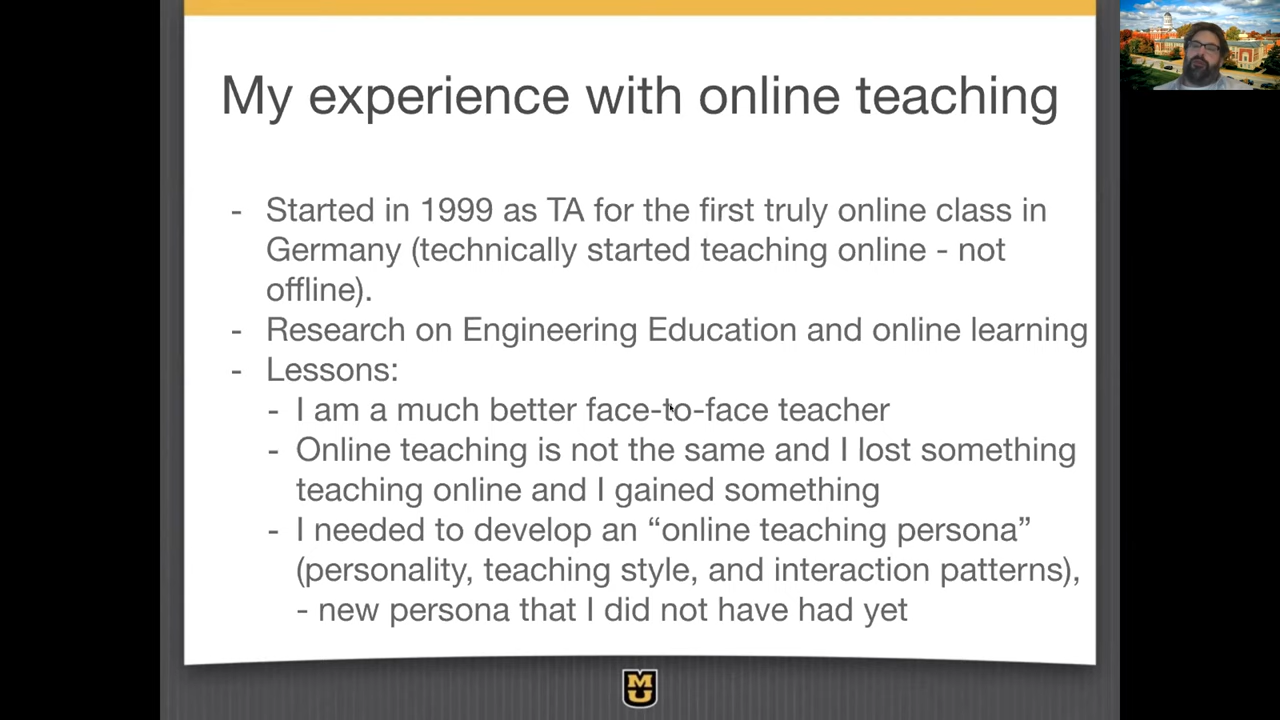 My experience with online teaching
- Started in 1999 as TA for the first truly online class in
Germany (technically started teaching online - not
offline).
- Research on Engineering Education and online learning
- Lessons:
- I am a much better face-to-face teacher
- Online teaching is not the same and I lost something
teaching online and I gained something
- I needed to develop an “online teaching persona”
(personality, teaching style, and interaction patterns),
- new persona that I did not have had yet
MU